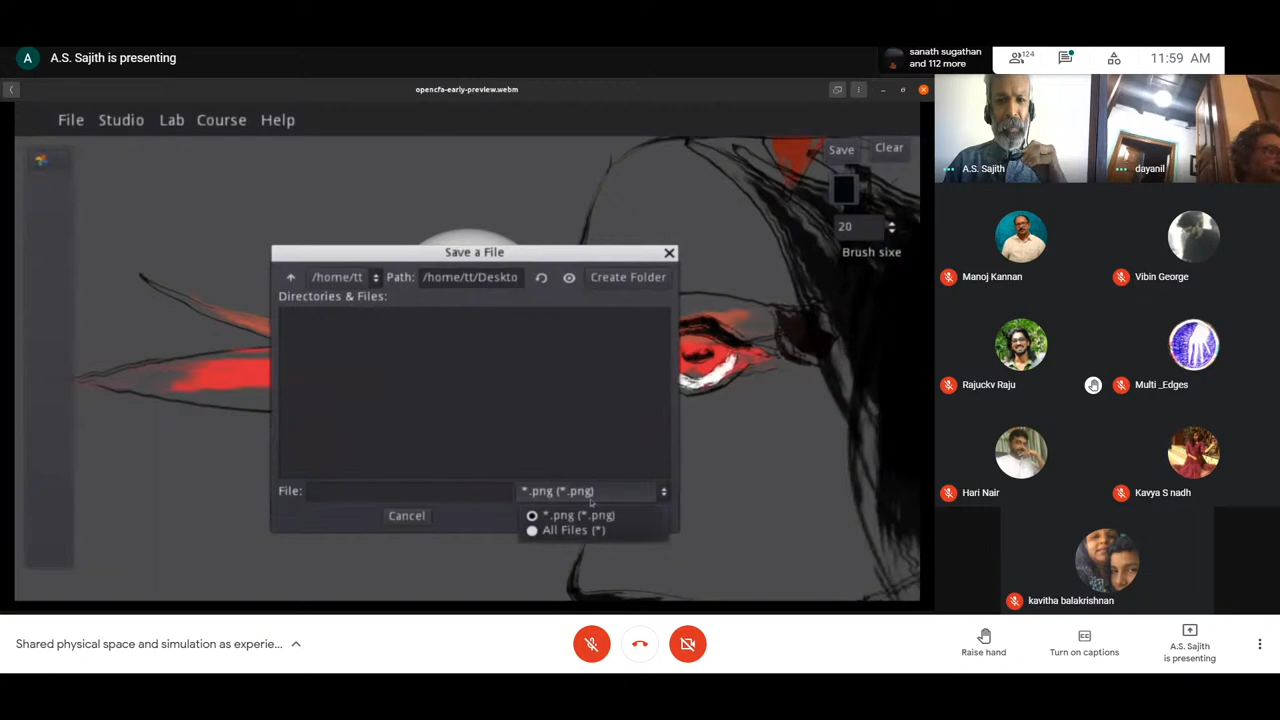 A
A.S. Sajith is presenting
sanath sugathan
and 112 more
124
11:59 AM
opencfa-early-preview.webm
File Studio Lab Course Help
Save
Clear
20
Brush sixe
Save a File
/home/tt
Path:
/home/tt/Deskto
Create Folder
Directories & Files:
File:
*.png (*.png)
*.png (*.png)
All Files (*)
Cancel
A.S. Sajith
dayanil
Manoj Kannan
Vibin George
Rajuckv Raju
Multi _Edges
Hari Nair
Kavya S nadh
kavitha balakrishnan
Shared physical space and simulation as experie...
Raise hand
Turn on captions
A.S. Sajith
is presenting